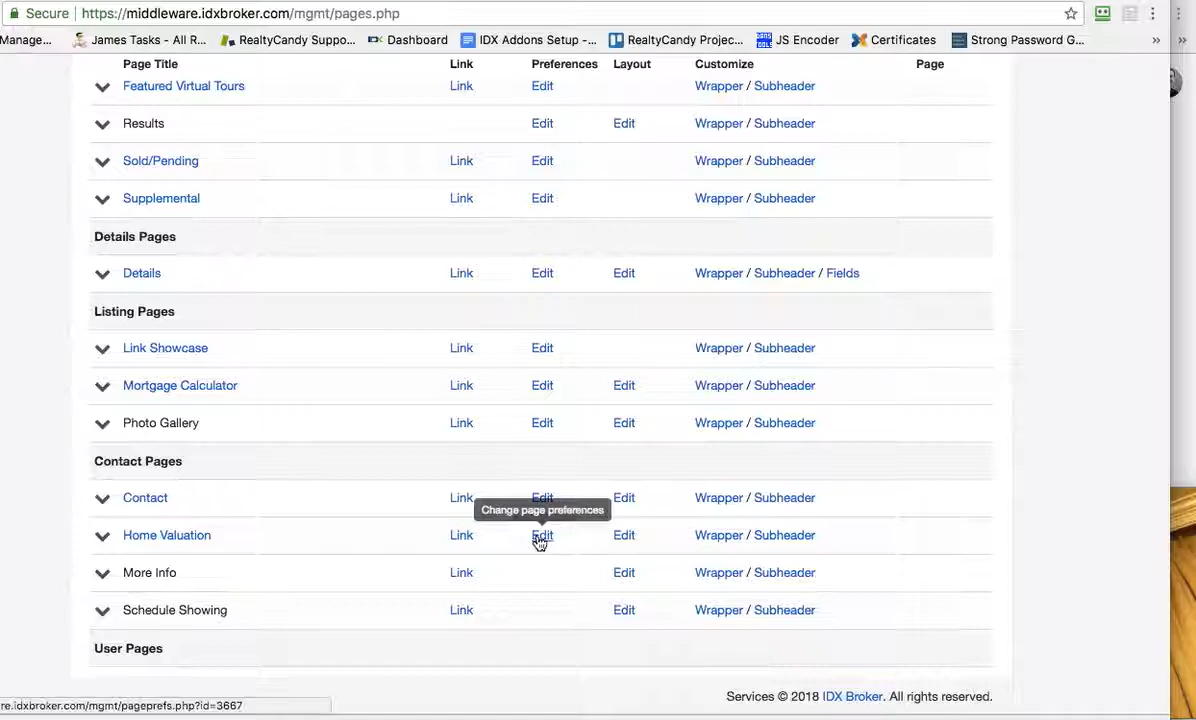 Secure | https://middleware.idxbroker.com/mgmt/pages.php
Manage... James Tasks - All R... RealtyCandy Suppo... Dashboard IDX Addons Setup -... RealtyCandy Projec... JS Encoder Certificates Strong Password G... » »
Page Title Link Preferences Layout Customize Page
Featured Virtual Tours Link Edit Wrapper / Subheader
Results Edit Edit Wrapper / Subheader
Sold/Pending Link Edit Wrapper / Subheader
Supplemental Link Edit Wrapper / Subheader
Details Pages
Details Link Edit Edit Wrapper / Subheader / Fields
Listing Pages
Link Showcase Link Edit Wrapper / Subheader
Mortgage Calculator Link Edit Edit Wrapper / Subheader
Photo Gallery Link Edit Edit Wrapper / Subheader
Contact Pages
Contact Link Edit Edit Wrapper / Subheader
Change page preferences
Home Valuation Link Edit Edit Wrapper / Subheader
More Info Link Edit Wrapper / Subheader
Schedule Showing Link Edit Wrapper / Subheader
User Pages
Services © 2018 IDX Broker. All rights reserved.
re.idxbroker.com/mgmt/pageprefs.php?id=3667